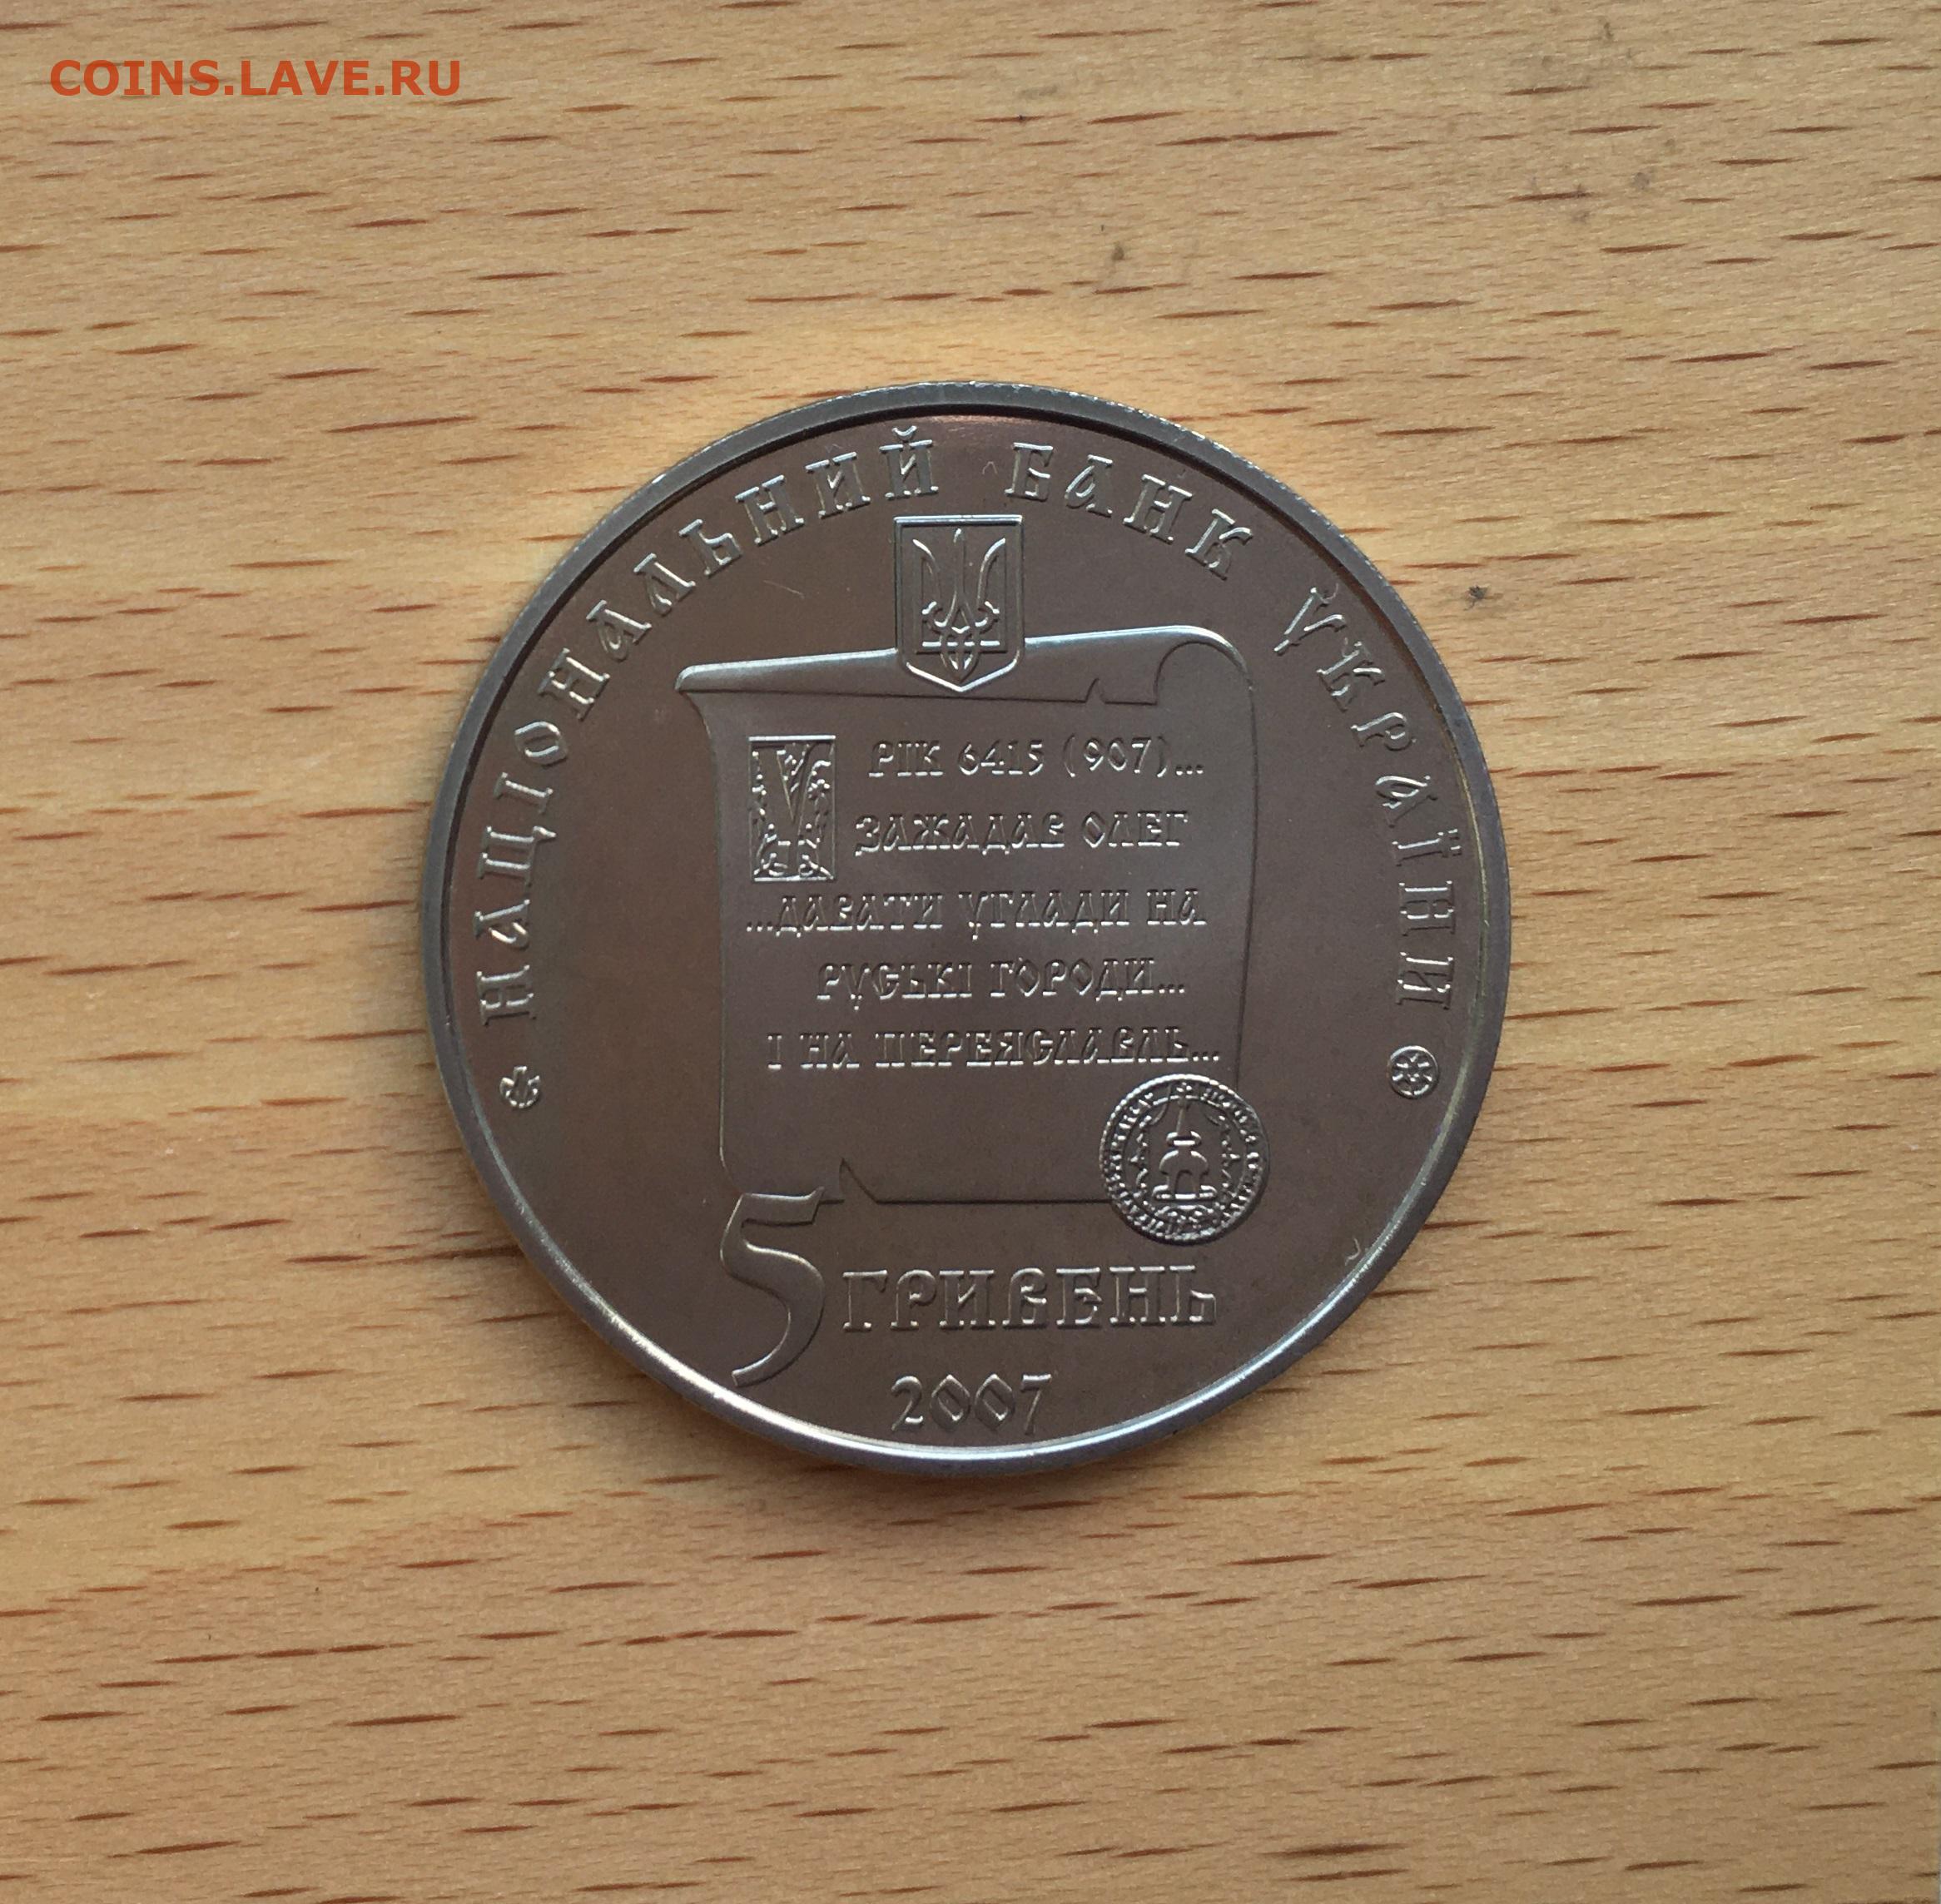 COINS.LAVE.RU
НАЦІОНАЛЬНИЙ БАНК УКРАЇНИ
У РІК 6415 (907)...
ЗАЖАДАВ ОЛЕГ
...ДАВАТИ УГЛАДИ НА
РУСЬКІ ГОРОДИ...
І НА ПЕРЕЯСЛАВЛЬ...
5 ГРИВЕНЬ
2007